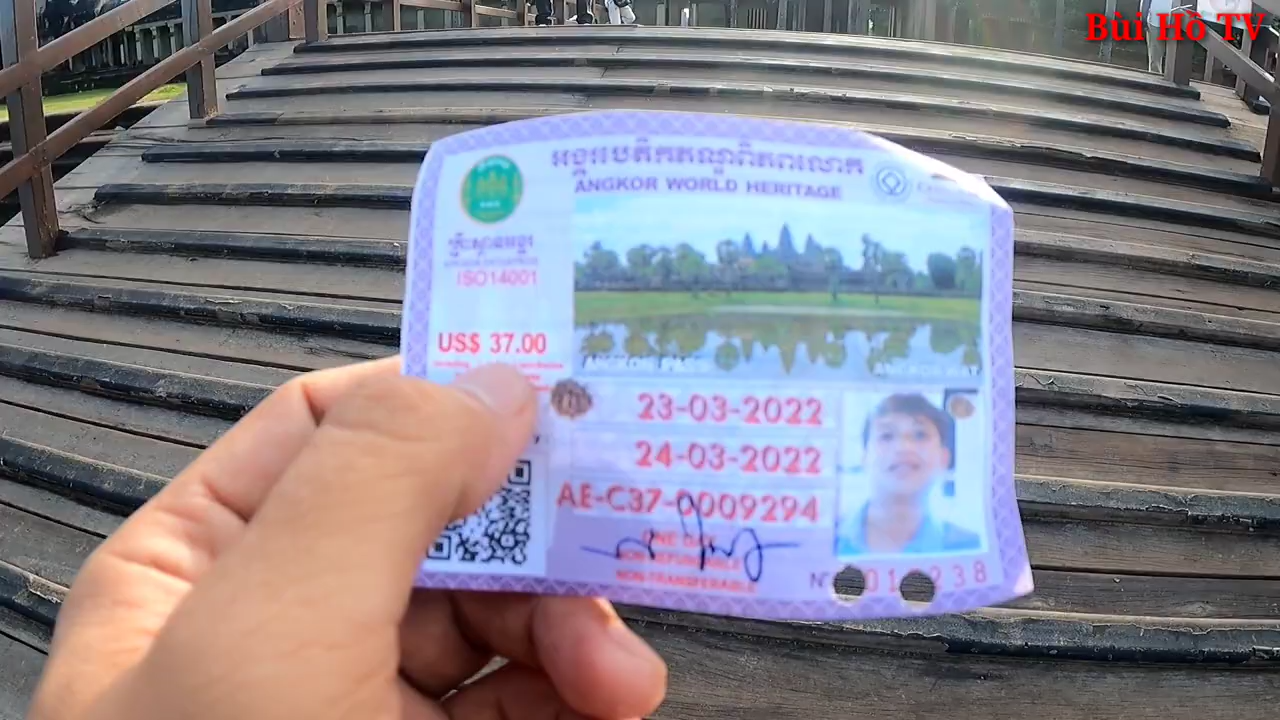 Bùi Hồ TV
អង្គរបេតិកភណ្ឌពិភពលោក
ANGKOR WORLD HERITAGE
ISO14001
US$ 37.00
ANGKOR PASS
ANGKOR WAT
23-03-2022
24-03-2022
AE-C37-0009294
ONE DAY
NON-REFUNDABLE
NON-TRANSFERABLE